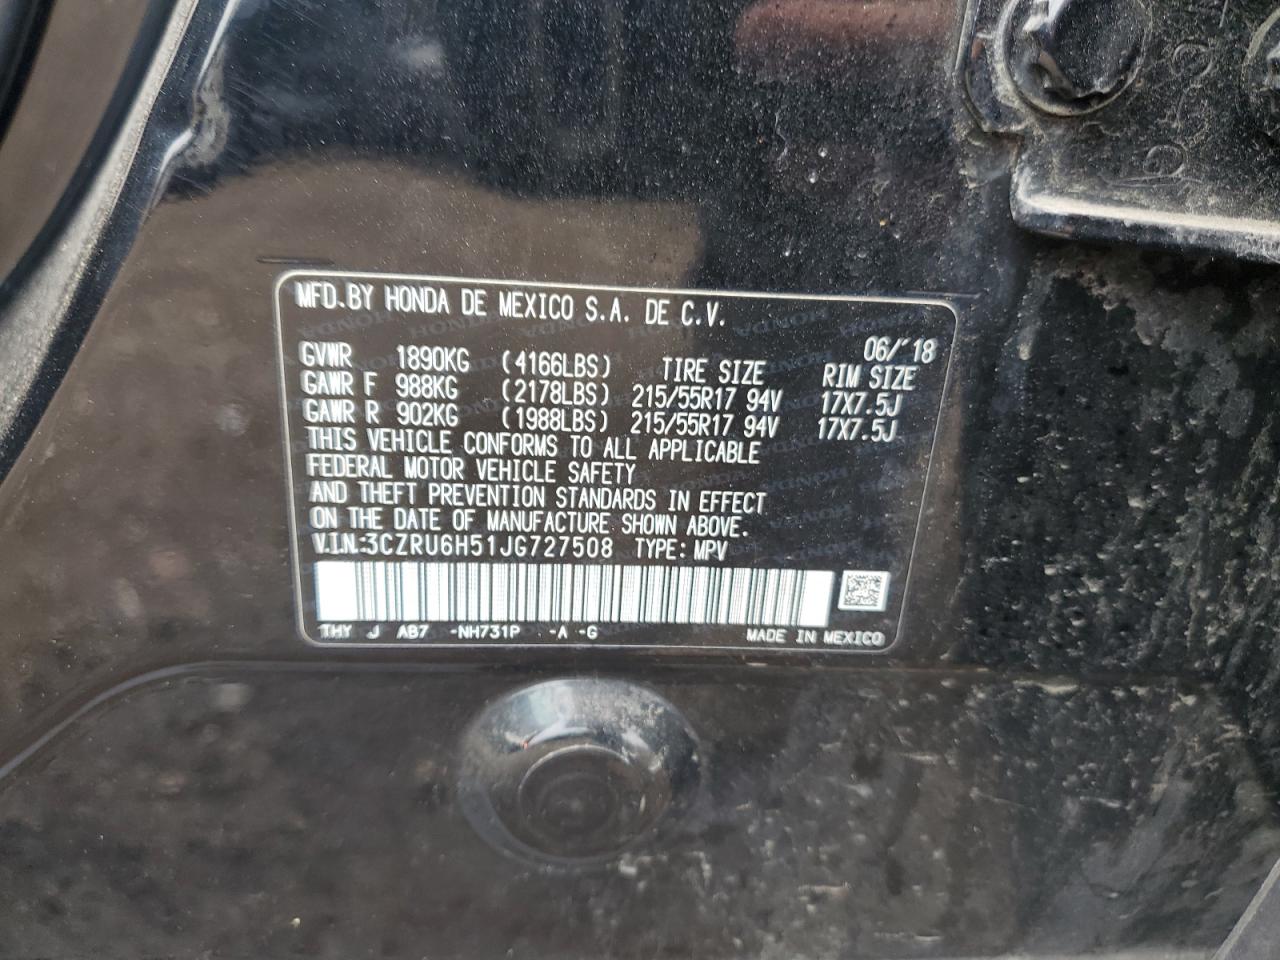 MFD.BY HONDA DE MEXICO S.A. DE C.V.
06/'18
GVWR 1890KG (4166LBS) TIRE SIZE RIM SIZE
GAWR F 988KG (2178LBS) 215/55R17 94V 17X7.5J
GAWR R 902KG (1988LBS) 215/55R17 94V 17X7.5J
THIS VEHICLE CONFORMS TO ALL APPLICABLE
FEDERAL MOTOR VEHICLE SAFETY
AND THEFT PREVENTION STANDARDS IN EFFECT
ON THE DATE OF MANUFACTURE SHOWN ABOVE.
V.I.N.:3CZRU6H51JG727508 TYPE: MPV
THY J AB7 -NH731P -A -G MADE IN MEXICO